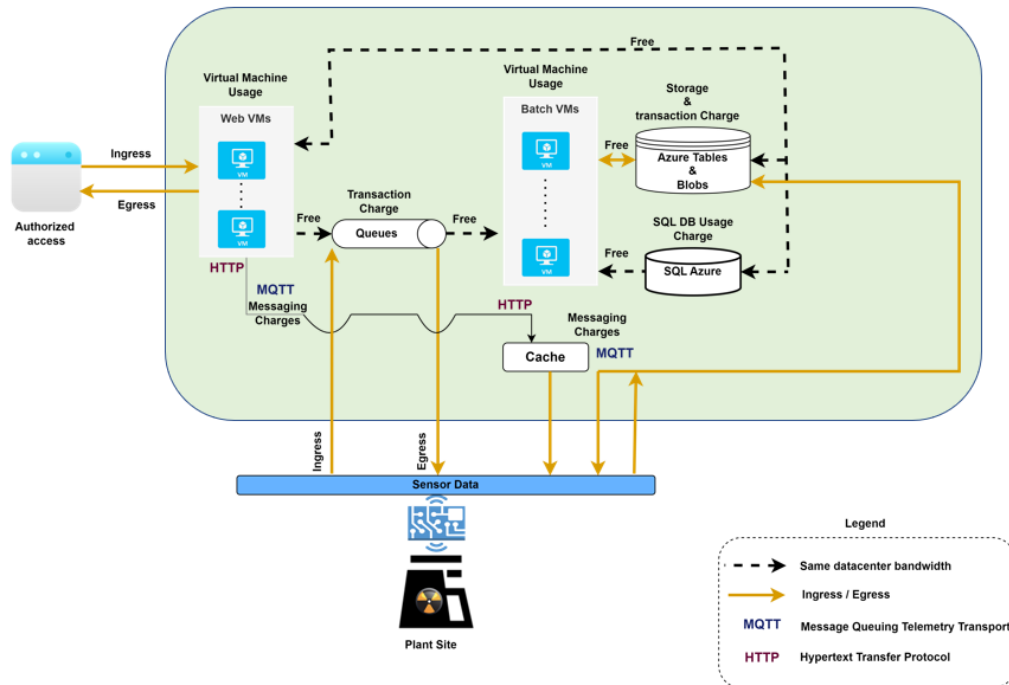 Free
Virtual Machine
Usage
Web VMs
VM
VM
Virtual Machine
Usage
Batch VMs
VM
VM
Storage
&
transaction Charge
Free
Azure Tables
&
Blobs
Ingress
Egress
Authorized
access
Transaction
Charge
Free
Queues
Free
SQL DB Usage
Charge
Free
SQL Azure
HTTP
MQTT
Messaging
Charges
HTTP
Messaging
Charges
MQTT
Cache
Ingress
Egress
Sensor Data
Plant Site
Legend
Same datacenter bandwidth
Ingress / Egress
MQTT Message Queuing Telemetry Transport
HTTP Hypertext Transfer Protocol